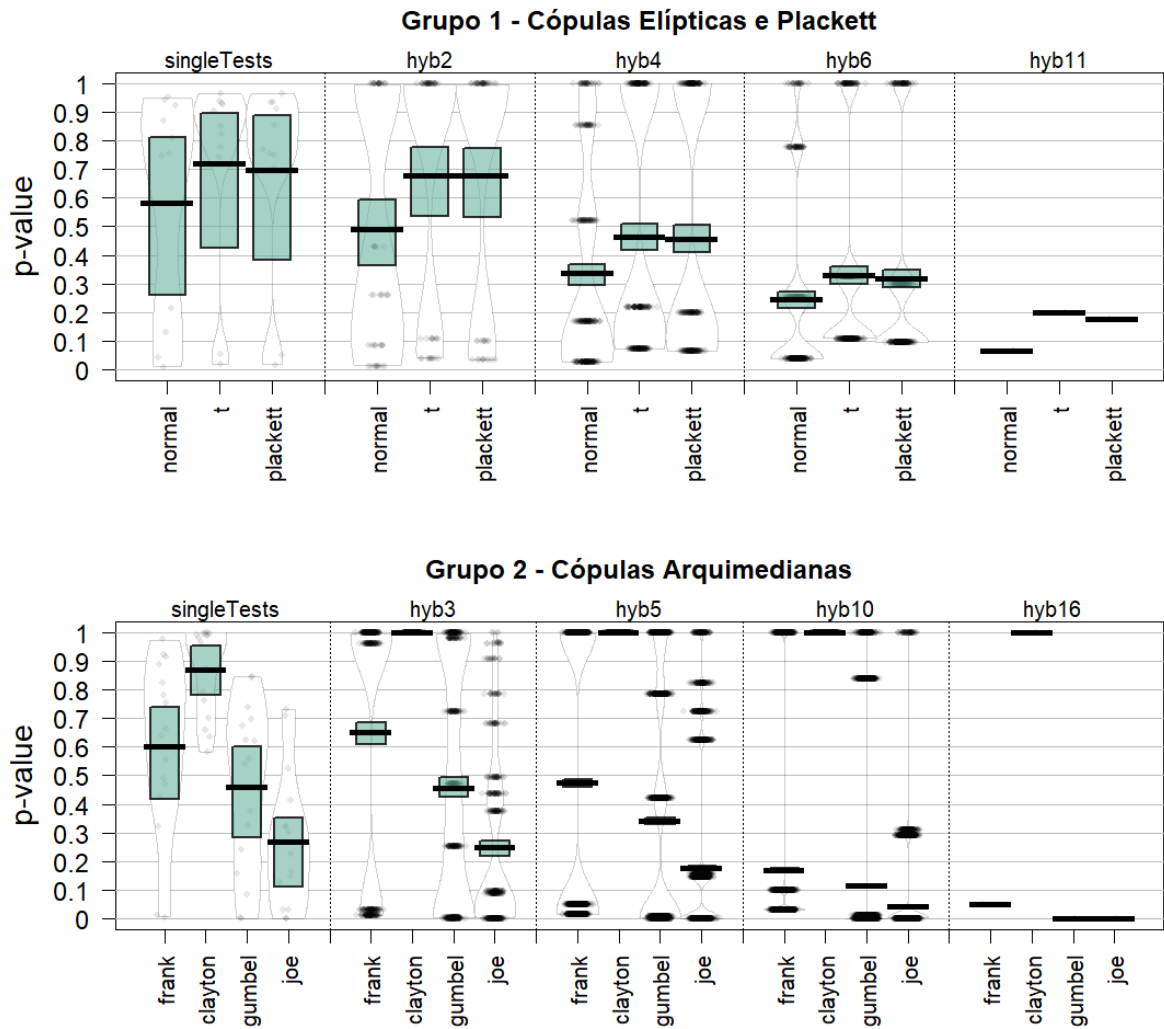 Grupo 1 - Cópulas Elípticas e Plackett
singleTests hyb2 hyb4 hyb6 hyb11
p-value
1
0.9
0.8
0.7
0.6
0.5
0.4
0.3
0.2
0.1
0
normal t plackett normal t plackett normal t plackett normal t plackett normal t plackett
Grupo 2 - Cópulas Arquimedianas
singleTests hyb3 hyb5 hyb10 hyb16
p-value
1
0.9
0.8
0.7
0.6
0.5
0.4
0.3
0.2
0.1
0
frank clayton gumbel joe frank clayton gumbel joe frank clayton gumbel joe frank clayton gumbel joe frank clayton gumbel joe